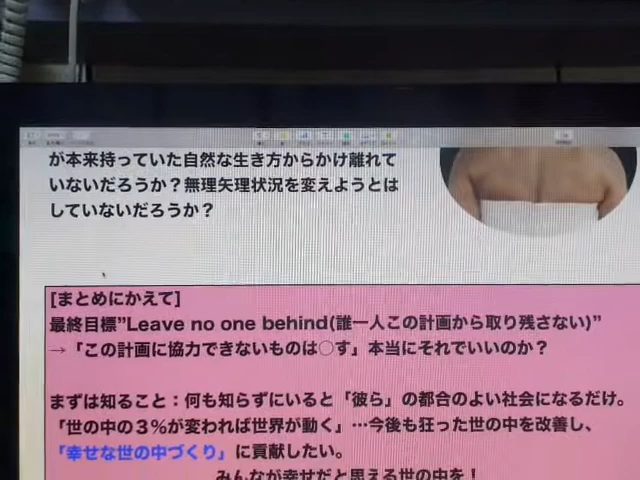 が本来持っていた自然な生き方からかけ離れて
いないだろうか？無理矢理状況を変えようとは
していないだろうか？
[まとめにかえて]
最終目標”Leave no one behind(誰一人この計画から取り残さない)”
→「この計画に協力できないものは○す」本当にそれでいいのか？
まずは知ること：何も知らずにいると「彼ら」の都合のよい社会になるだけ。
「世の中の３％が変われば世界が動く」…今後も狂った世の中を改善し、
「幸せな世の中づくり」に貢献したい。
みんなが幸せだと思える世の中を！